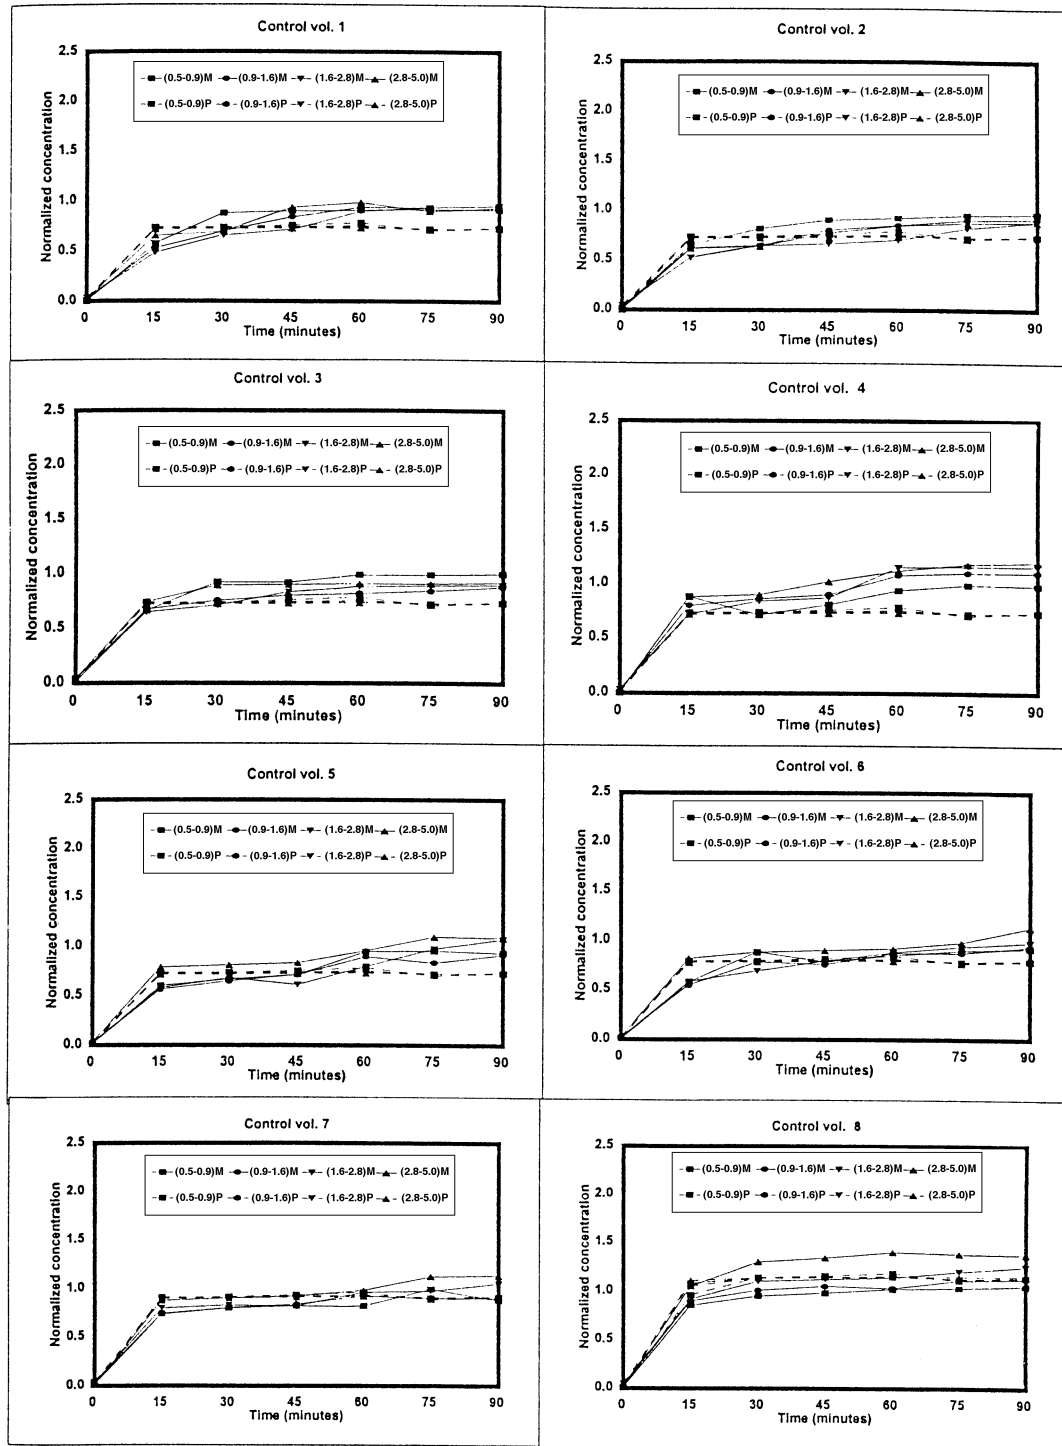 Control vol. 1
2.5
2.0
1.5
1.0
0.5
0.0
Normalized concentration
(0.5-0.9)M (0.9-1.6)M (1.6-2.8)M (2.8-5.0)M
(0.5-0.9)P (0.9-1.6)P (1.6-2.8)P (2.8-5.0)P
0 15 30 45 60 75 90
Time (minutes)
Control vol. 2
2.5
2.0
1.5
1.0
0.5
0.0
Normalized concentration
(0.5-0.9)M (0.9-1.6)M (1.6-2.8)M (2.8-5.0)M
(0.5-0.9)P (0.9-1.6)P (1.6-2.8)P (2.8-5.0)P
0 15 30 45 60 75 90
Time (minutes)
Control vol. 3
2.5
2.0
1.5
1.0
0.5
0.0
Normalized concentration
(0.5-0.9)M (0.9-1.6)M (1.6-2.8)M (2.8-5.0)M
(0.5-0.9)P (0.9-1.6)P (1.6-2.8)P (2.8-5.0)P
0 15 30 45 60 75 90
Time (minutes)
Control vol. 4
2.5
2.0
1.5
1.0
0.5
0.0
Normalized concentration
(0.5-0.9)M (0.9-1.6)M (1.6-2.8)M (2.8-5.0)M
(0.5-0.9)P (0.9-1.6)P (1.6-2.8)P (2.8-5.0)P
0 15 30 45 60 75 90
Time (minutes)
Control vol. 5
2.5
2.0
1.5
1.0
0.5
0.0
Normalized concentration
(0.5-0.9)M (0.9-1.6)M (1.6-2.8)M (2.8-5.0)M
(0.5-0.9)P (0.9-1.6)P (1.6-2.8)P (2.8-5.0)P
0 15 30 45 60 75 90
Time (minutes)
Control vol. 6
2.5
2.0
1.5
1.0
0.5
0.0
Normalized concentration
(0.5-0.9)M (0.9-1.6)M (1.6-2.8)M (2.8-5.0)M
(0.5-0.9)P (0.9-1.6)P (1.6-2.8)P (2.8-5.0)P
0 15 30 45 60 75 90
Time (minutes)
Control vol. 7
2.5
2.0
1.5
1.0
0.5
0.0
Normalized concentration
(0.5-0.9)M (0.9-1.6)M (1.6-2.8)M (2.8-5.0)M
(0.5-0.9)P (0.9-1.6)P (1.6-2.8)P (2.8-5.0)P
0 15 30 45 60 75 90
Time (minutes)
Control vol. 8
2.5
2.0
1.5
1.0
0.5
0.0
Normalized concentration
(0.5-0.9)M (0.9-1.6)M (1.6-2.8)M (2.8-5.0)M
(0.5-0.9)P (0.9-1.6)P (1.6-2.8)P (2.8-5.0)P
0 15 30 45 60 75 90
Time (minutes)